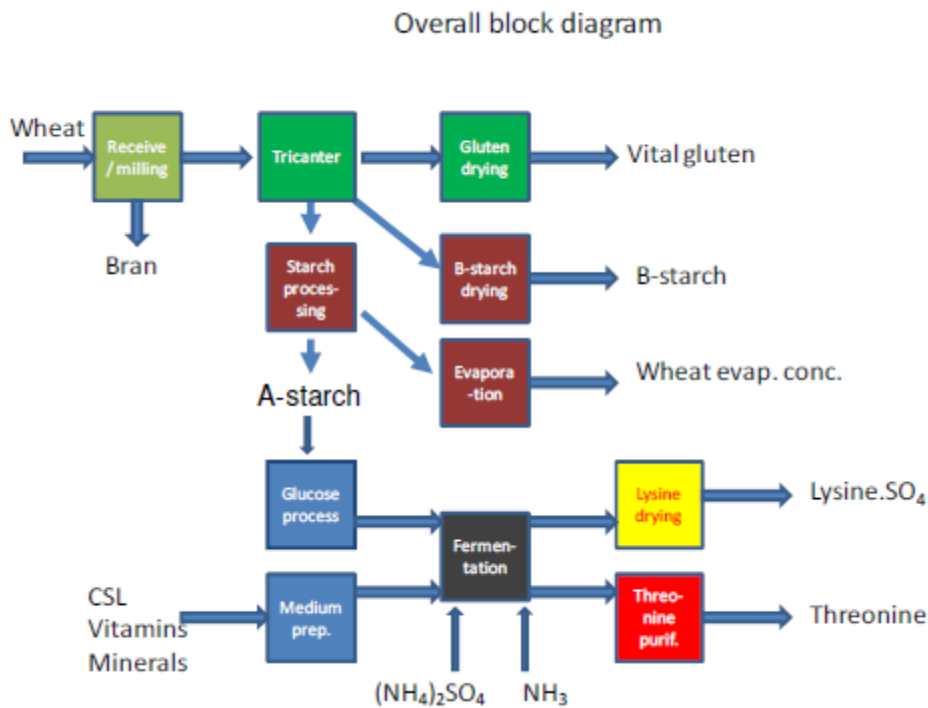 Overall block diagram
Wheat
Receive
/ milling
Tricanter
Gluten
drying
Vital gluten
Bran
Starch
proces-
sing
B-starch
drying
B-starch
Evapora
-tion
Wheat evap. conc.
A-starch
Glucose
process
Lysine
drying
Lysine.SO₄
Fermen-
tation
CSL
Vitamins
Minerals
Medium
prep.
Threo-
nine
purif.
Threonine
(NH₄)₂SO₄
NH₃